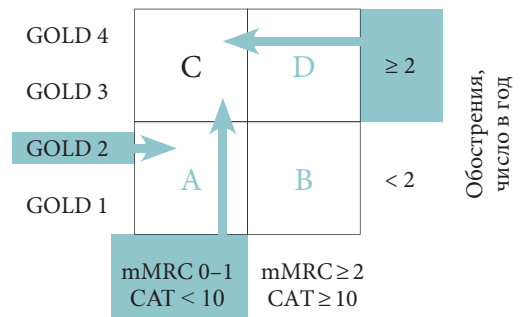 GOLD 4
GOLD 3
GOLD 2
GOLD 1
C
D
A
B
≥ 2
< 2
Обострения,
число в год
mMRC 0–1
CAT < 10
mMRC ≥ 2
CAT ≥ 10